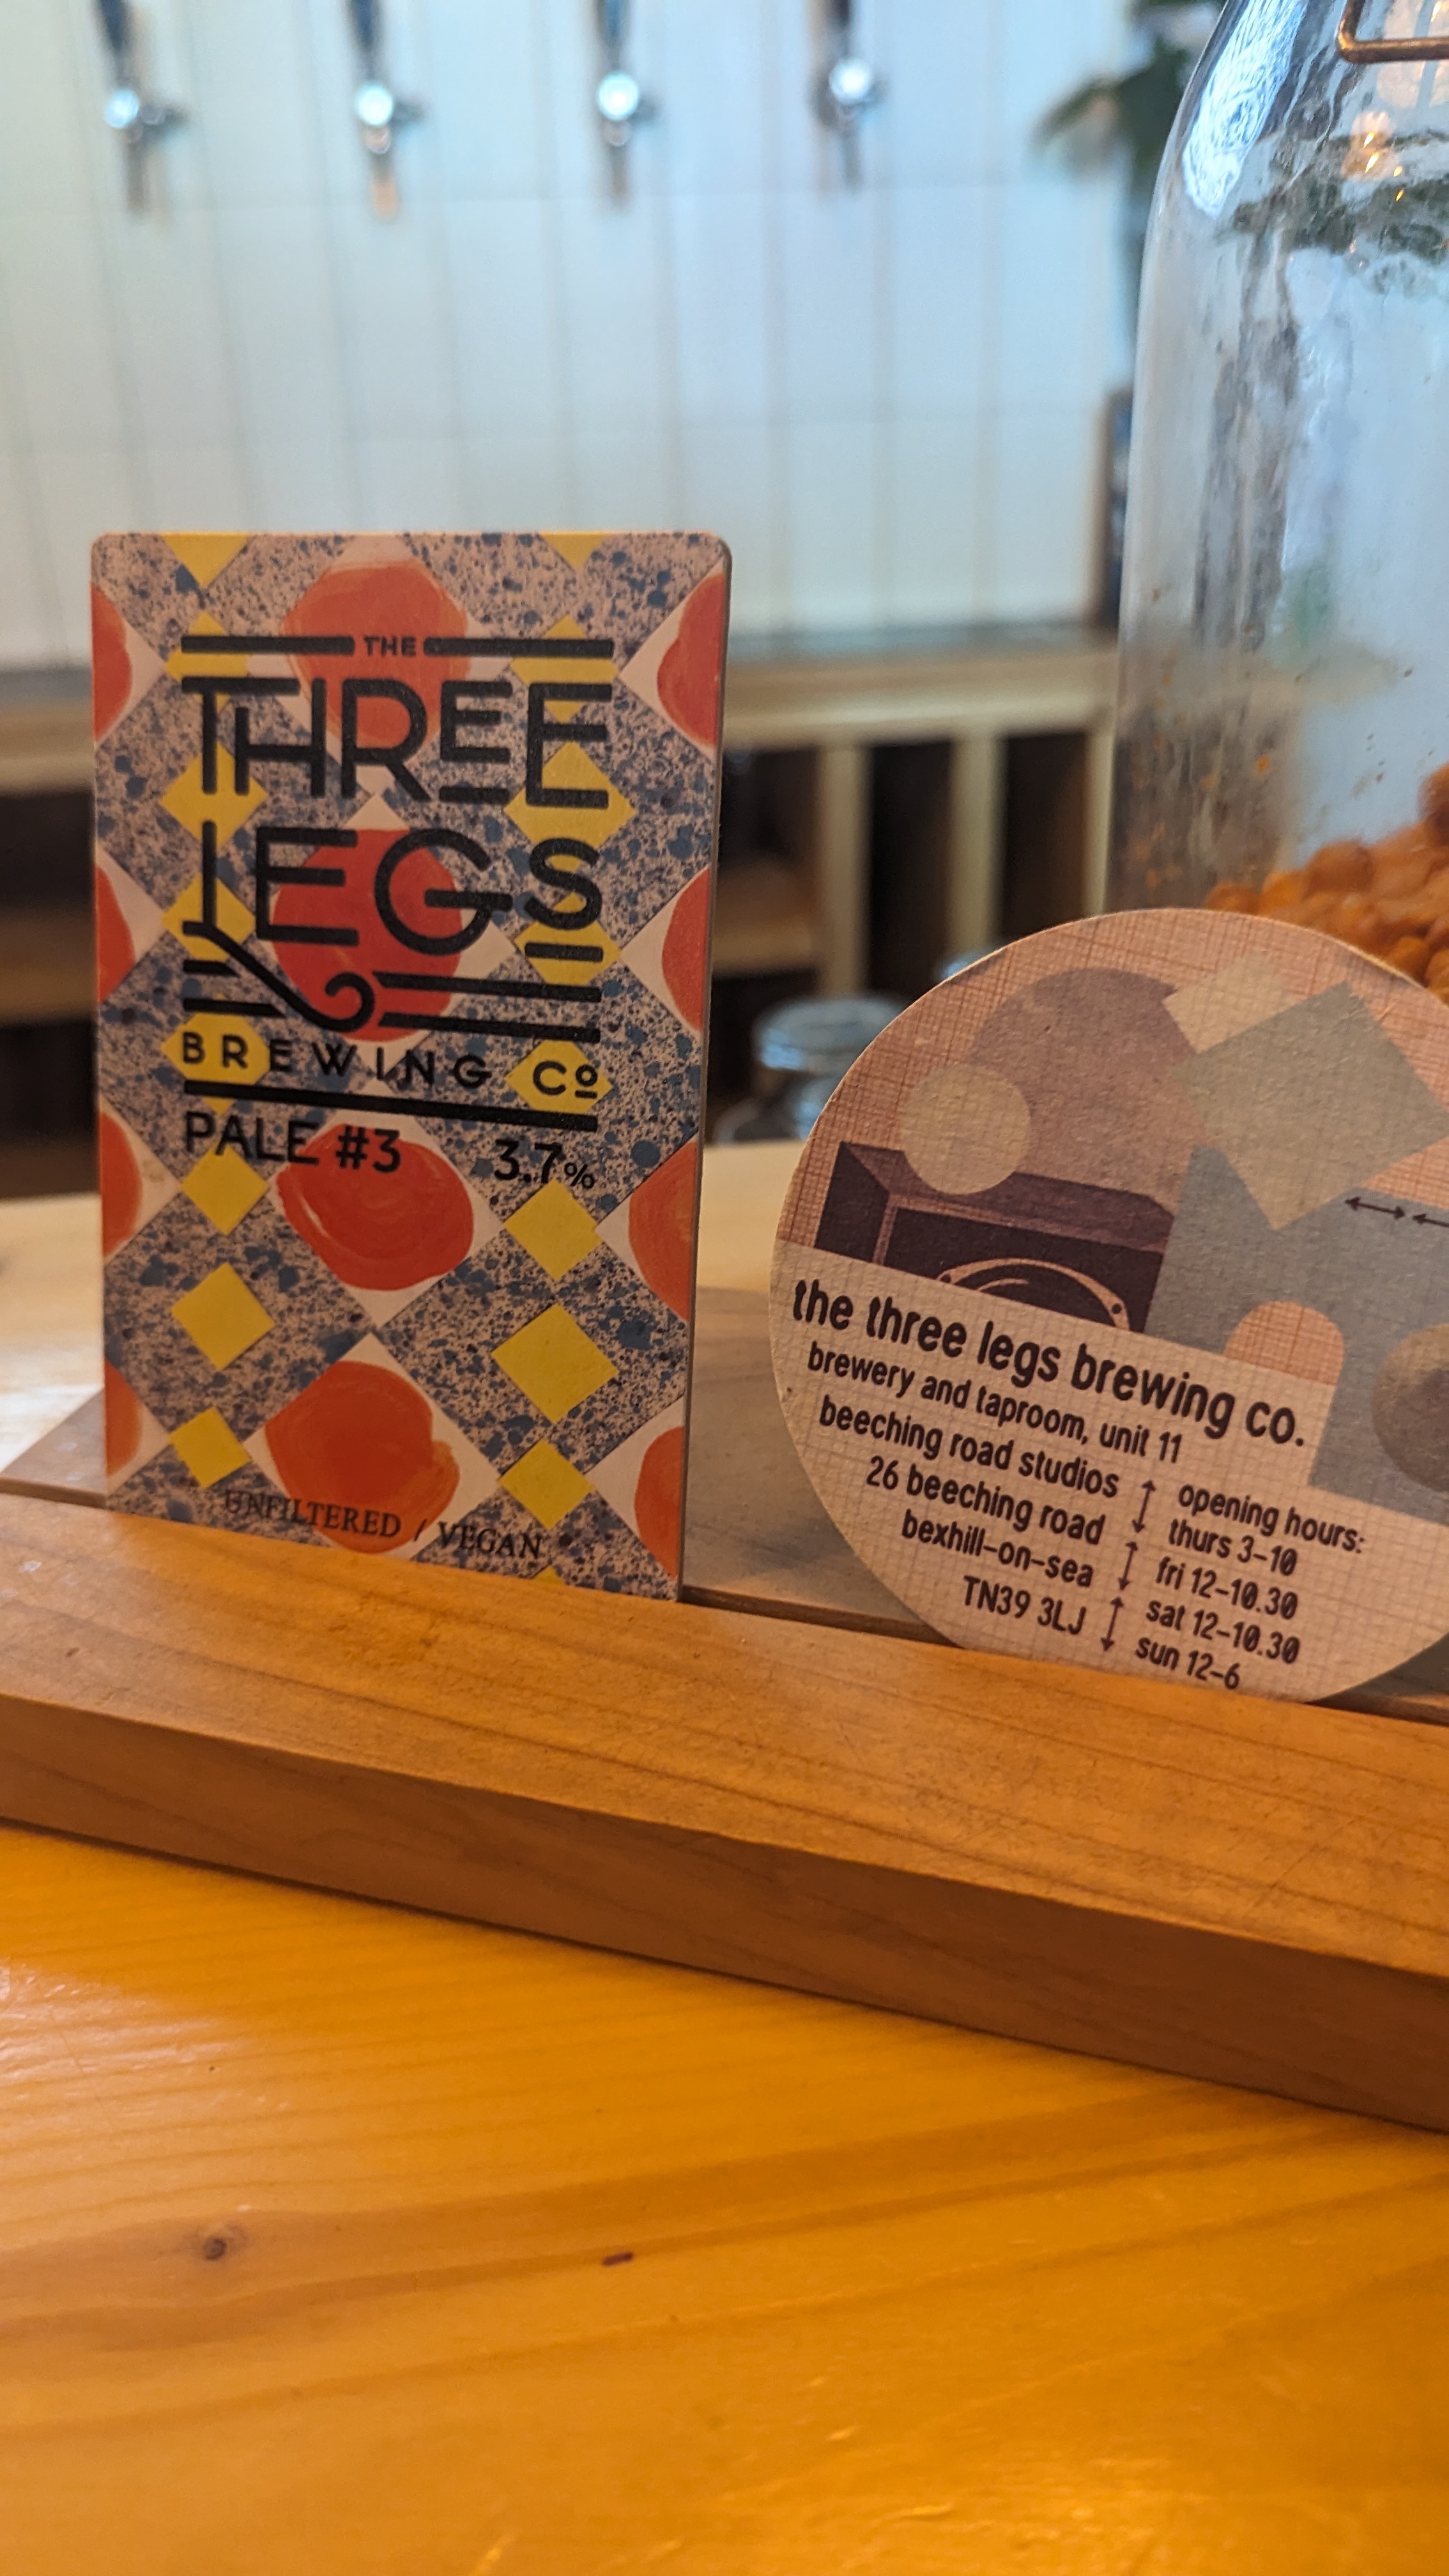 THE
THREE
LEGS
BREWING Cº
PALE #3 3.7%
UNFILTERED / VEGAN
the three legs brewing co.
brewery and taproom, unit 11
beeching road studios
26 beeching road
bexhill-on-sea
TN39 3LJ
opening hours:
thurs 3-10
fri 12-10.30
sat 12-10.30
sun 12-6